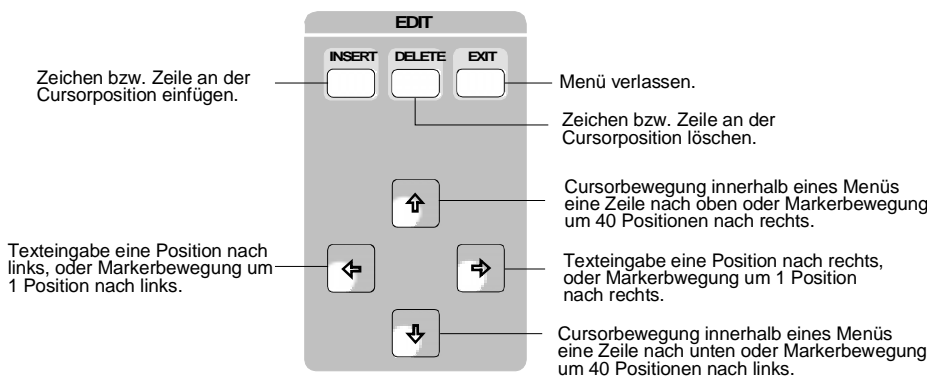 EDIT
INSERT DELETE EXIT
Zeichen bzw. Zeile an der
Cursorposition einfügen.
Menü verlassen.
Zeichen bzw. Zeile an der
Cursorposition löschen.
Cursorbewegung innerhalb eines Menüs
eine Zeile nach oben oder Markerbewegung
um 40 Positionen nach rechts.
Texteingabe eine Position nach
links, oder Markerbewegung um
1 Position nach links.
Texteingabe eine Position nach rechts,
oder Markerbwegung um 1 Position
nach rechts.
Cursorbewegung innerhalb eines Menüs
eine Zeile nach unten oder Markerbewegung
um 40 Positionen nach links.